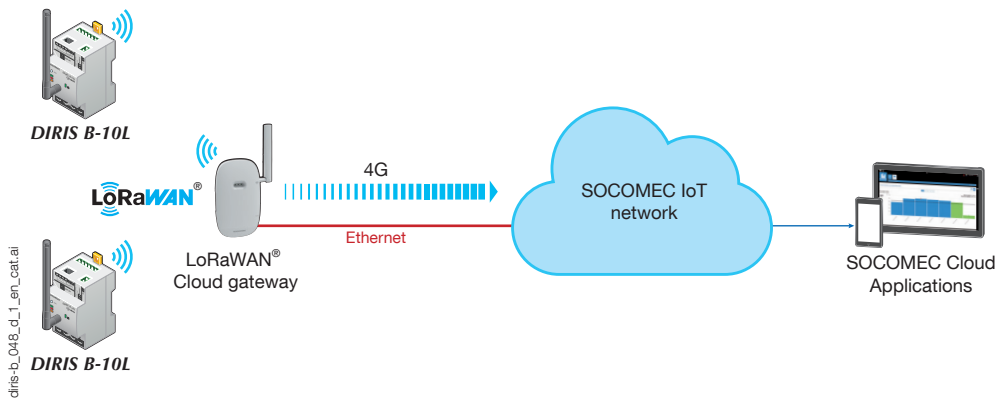 DIRIS B-10L
LoRaWAN®
4G
Ethernet
LoRaWAN®
Cloud gateway
SOCOMEC IoT
network
SOCOMEC Cloud
Applications
DIRIS B-10L
diris-b_048_d_1_en_cat.ai